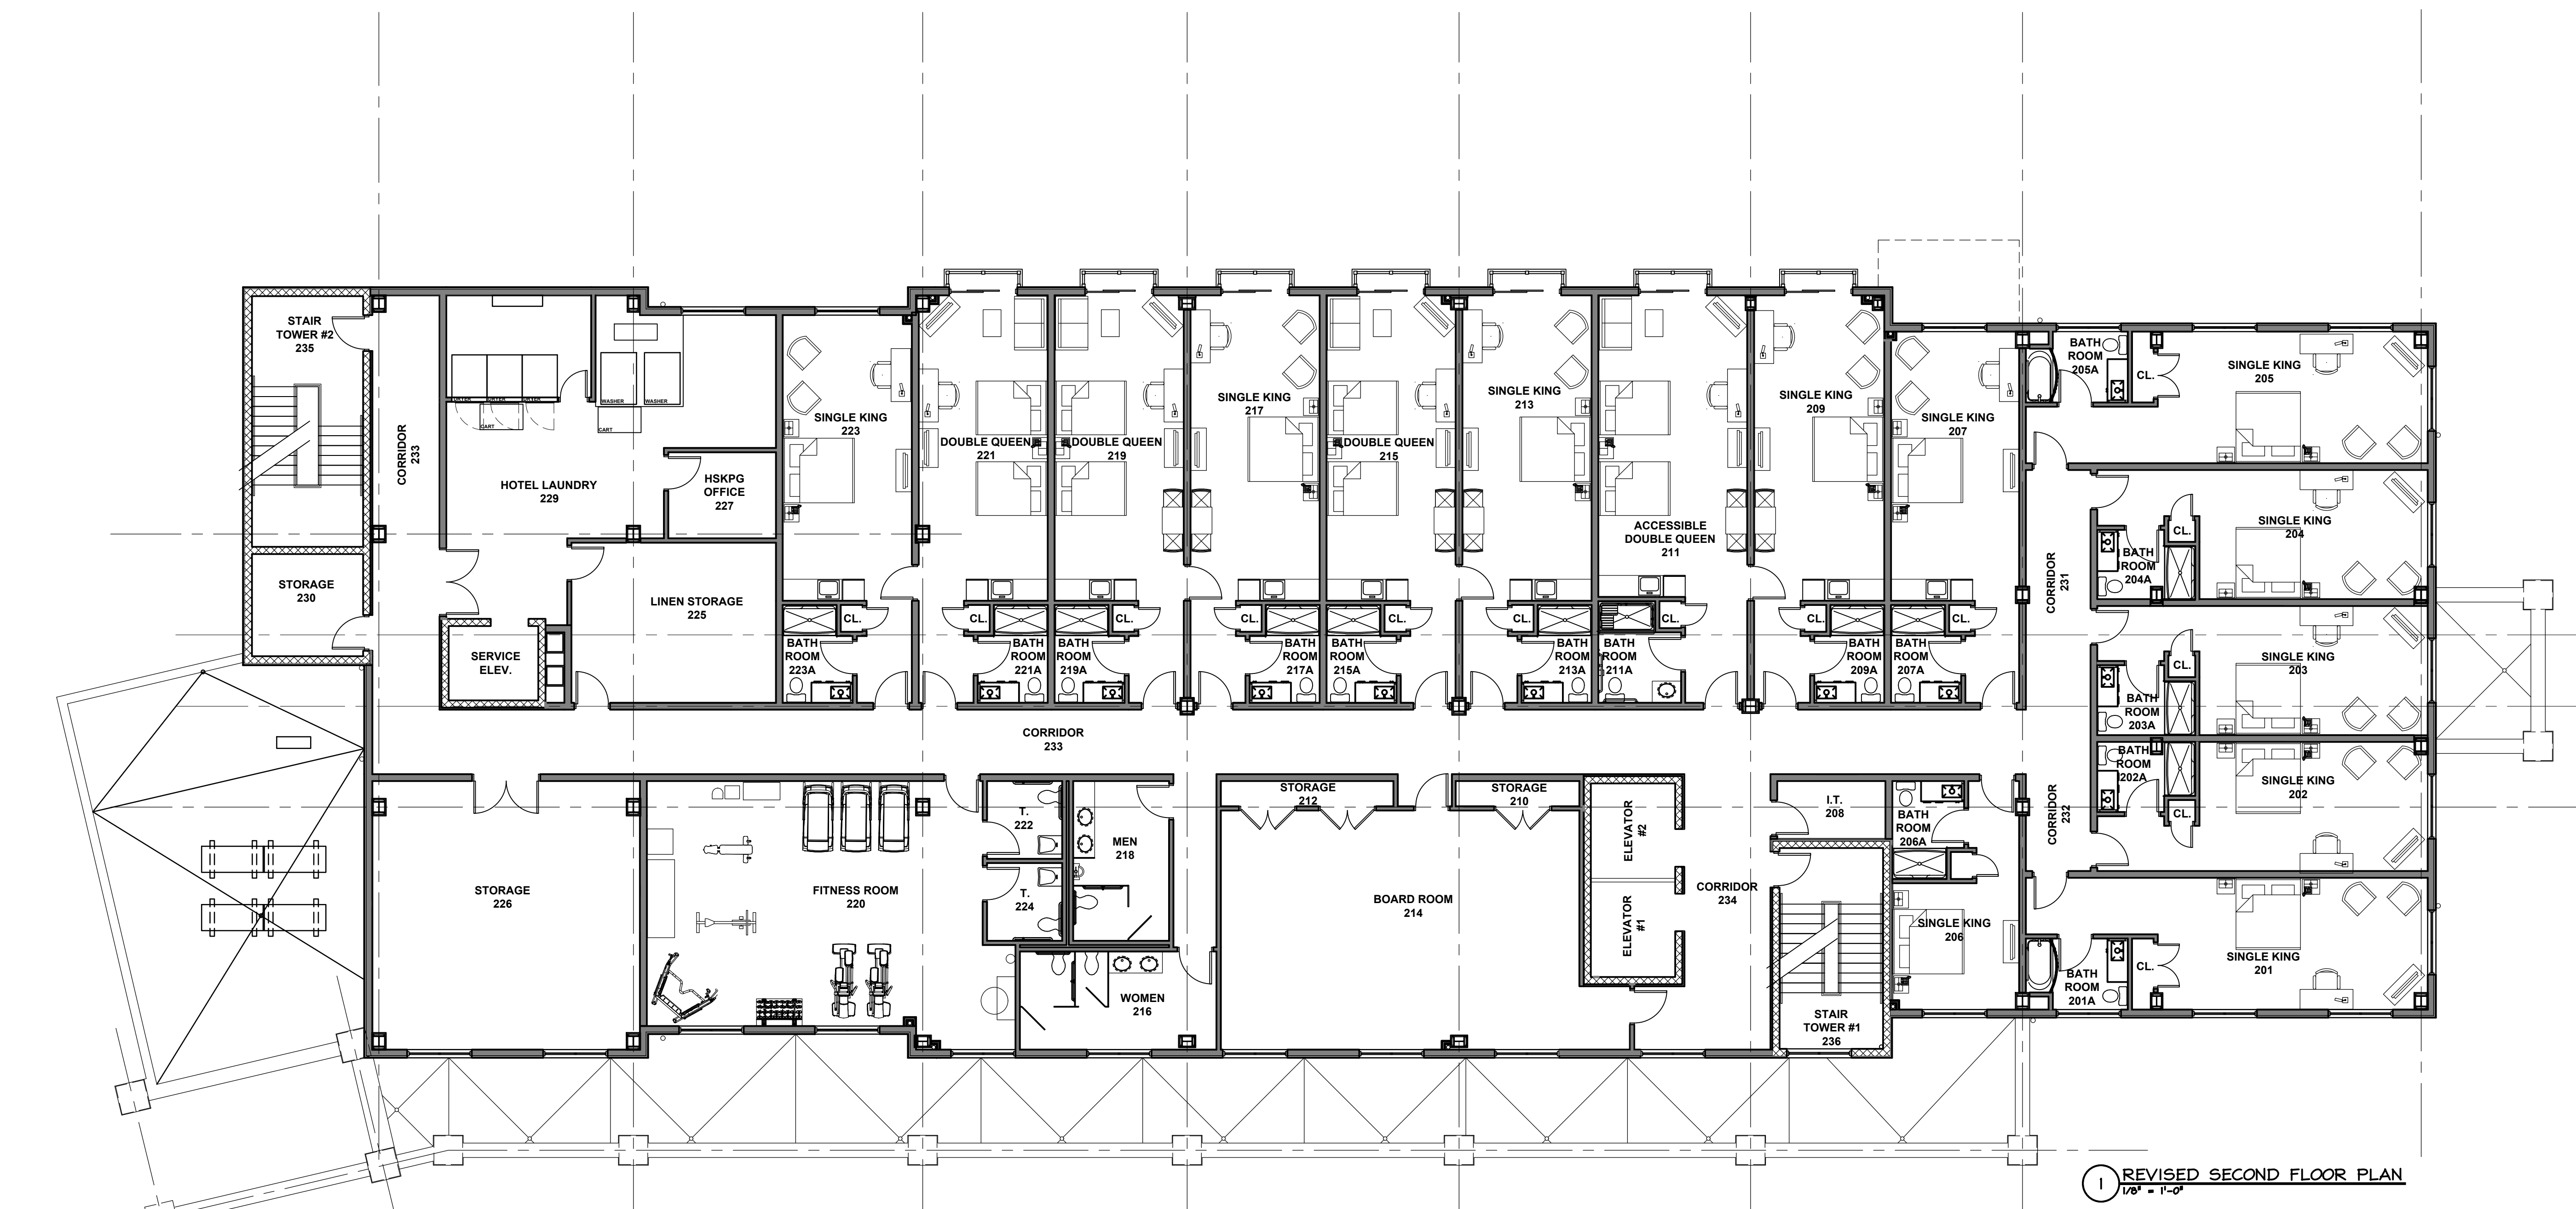 STAIR
TOWER #2
235
CORRIDOR
233
HOTEL LAUNDRY
229
CART
WASHER
WASHER
CART
HSKPG
OFFICE
227
STORAGE
230
SERVICE
ELEV.
LINEN STORAGE
225
SINGLE KING
223
CL.
BATH
ROOM
223A
DOUBLE QUEEN
221
CL.
BATH
ROOM
221A
DOUBLE QUEEN
219
CL.
BATH
ROOM
219A
SINGLE KING
217
CL.
BATH
ROOM
217A
DOUBLE QUEEN
215
CL.
BATH
ROOM
215A
SINGLE KING
213
CL.
BATH
ROOM
213A
ACCESSIBLE
DOUBLE QUEEN
211
CL.
BATH
ROOM
211A
SINGLE KING
209
CL.
BATH
ROOM
209A
SINGLE KING
207
CL.
BATH
ROOM
207A
BATH
ROOM
205A
CL.
SINGLE KING
205
CORRIDOR
231
SINGLE KING
204
CL.
BATH
ROOM
204A
SINGLE KING
203
CL.
BATH
ROOM
203A
BATH
ROOM
202A
CL.
SINGLE KING
202
CORRIDOR
232
SINGLE KING
201
CL.
BATH
ROOM
201A
CORRIDOR
233
STORAGE
226
FITNESS ROOM
220
T.
222
T.
224
MEN
218
WOMEN
216
STORAGE
212
STORAGE
210
BOARD ROOM
214
ELEVATOR
#2
ELEVATOR
#1
CORRIDOR
234
I.T.
208
STAIR
TOWER #1
236
BATH
ROOM
206A
SINGLE KING
206
1
REVISED SECOND FLOOR PLAN
1/8" = 1'-0"